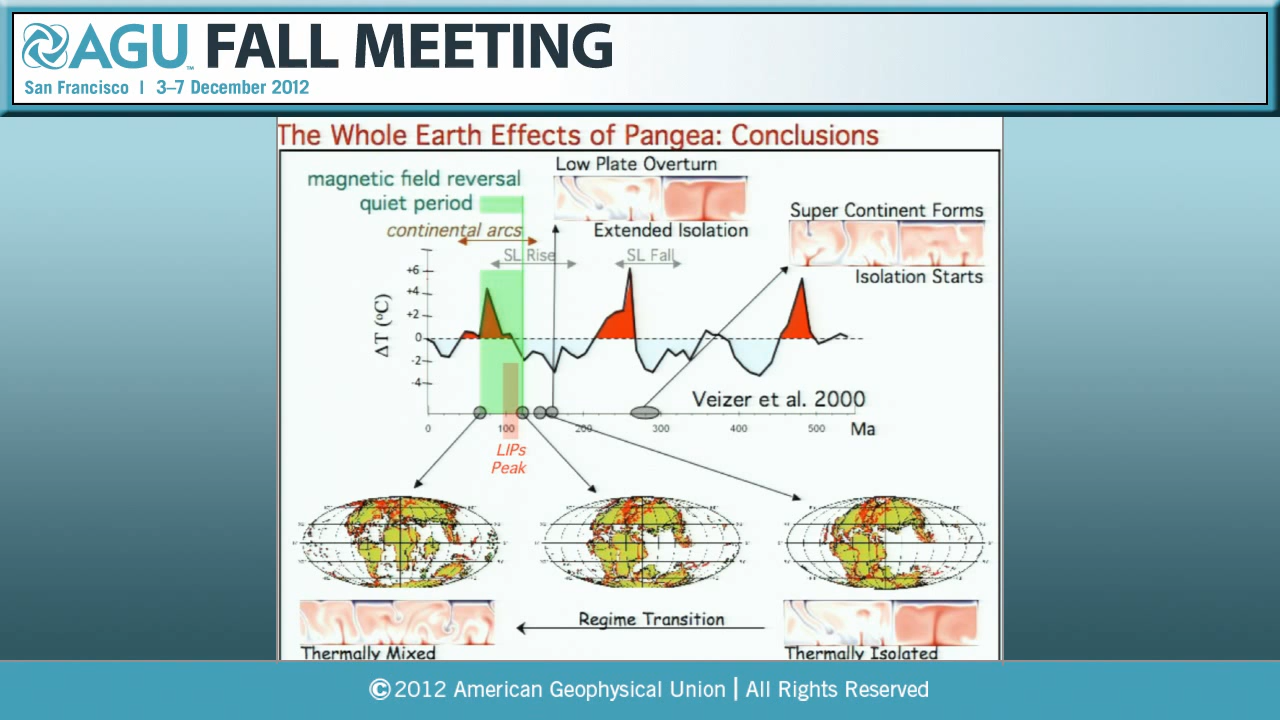 AGU™ FALL MEETING
San Francisco | 3–7 December 2012
The Whole Earth Effects of Pangea: Conclusions
magnetic field reversal
quiet period
continental arcs
SL Rise
SL Fall
Low Plate Overturn
Extended Isolation
Super Continent Forms
Isolation Starts
ΔT (°C)
+6
+4
+2
0
-2
-4
Veizer et al. 2000
0 100 200 300 400 500 Ma
LIPs
Peak
Regime Transition
Thermally Mixed
Thermally Isolated
©2012 American Geophysical Union | All Rights Reserved